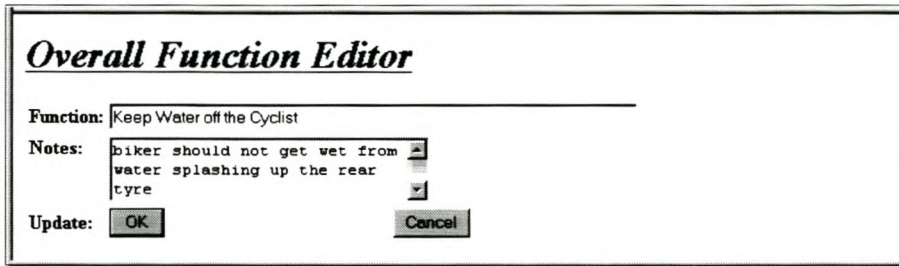 Overall Function Editor
Function: Keep Water off the Cyclist
Notes: biker should not get wet from
water splashing up the rear
tyre
Update: OK Cancel